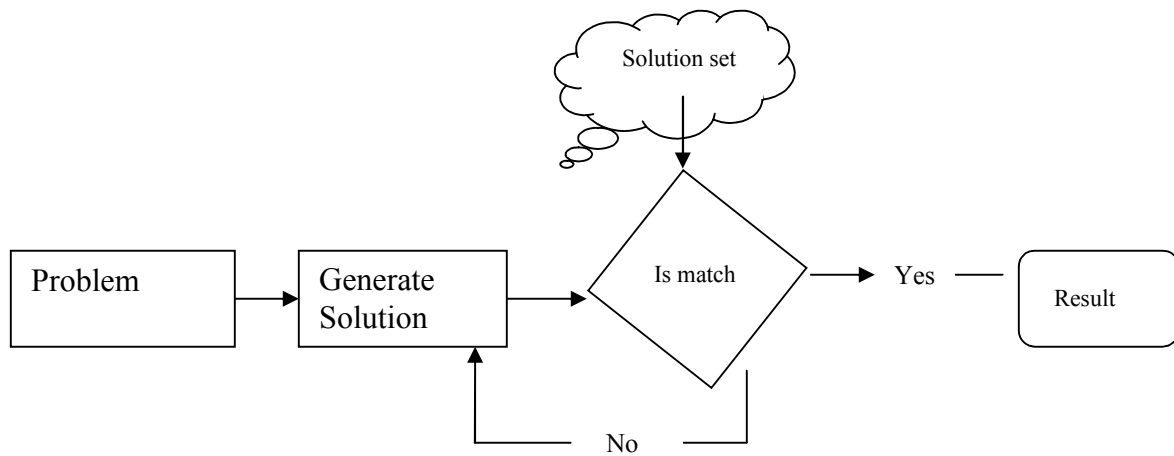 Solution set
Problem
Generate
Solution
Is match
Yes
Result
No